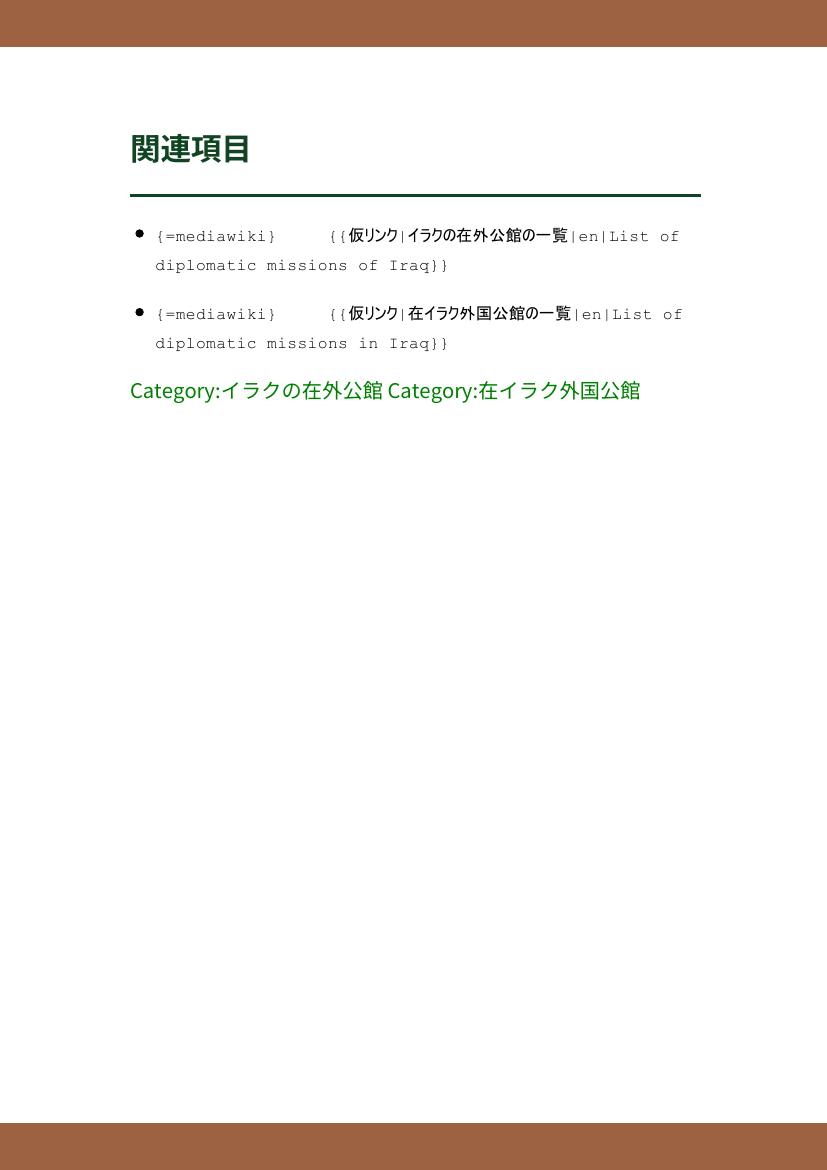 関連項目
{=mediawiki} {{仮リンク|イラクの在外公館の一覧|en|List of
diplomatic missions of Iraq}}
{=mediawiki} {{仮リンク|在イラク外国公館の一覧|en|List of
diplomatic missions in Iraq}}
Category:イラクの在外公館 Category:在イラク外国公館